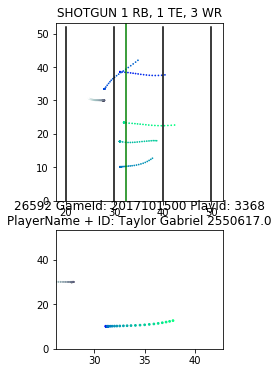 SHOTGUN 1 RB, 1 TE, 3 WR
50
40
30
20
10
0
20 30 40 50
26592 GameId: 2017101500 PlayId: 3368
PlayerName + ID: Taylor Gabriel 2550617.0
40
20
0
30 35 40